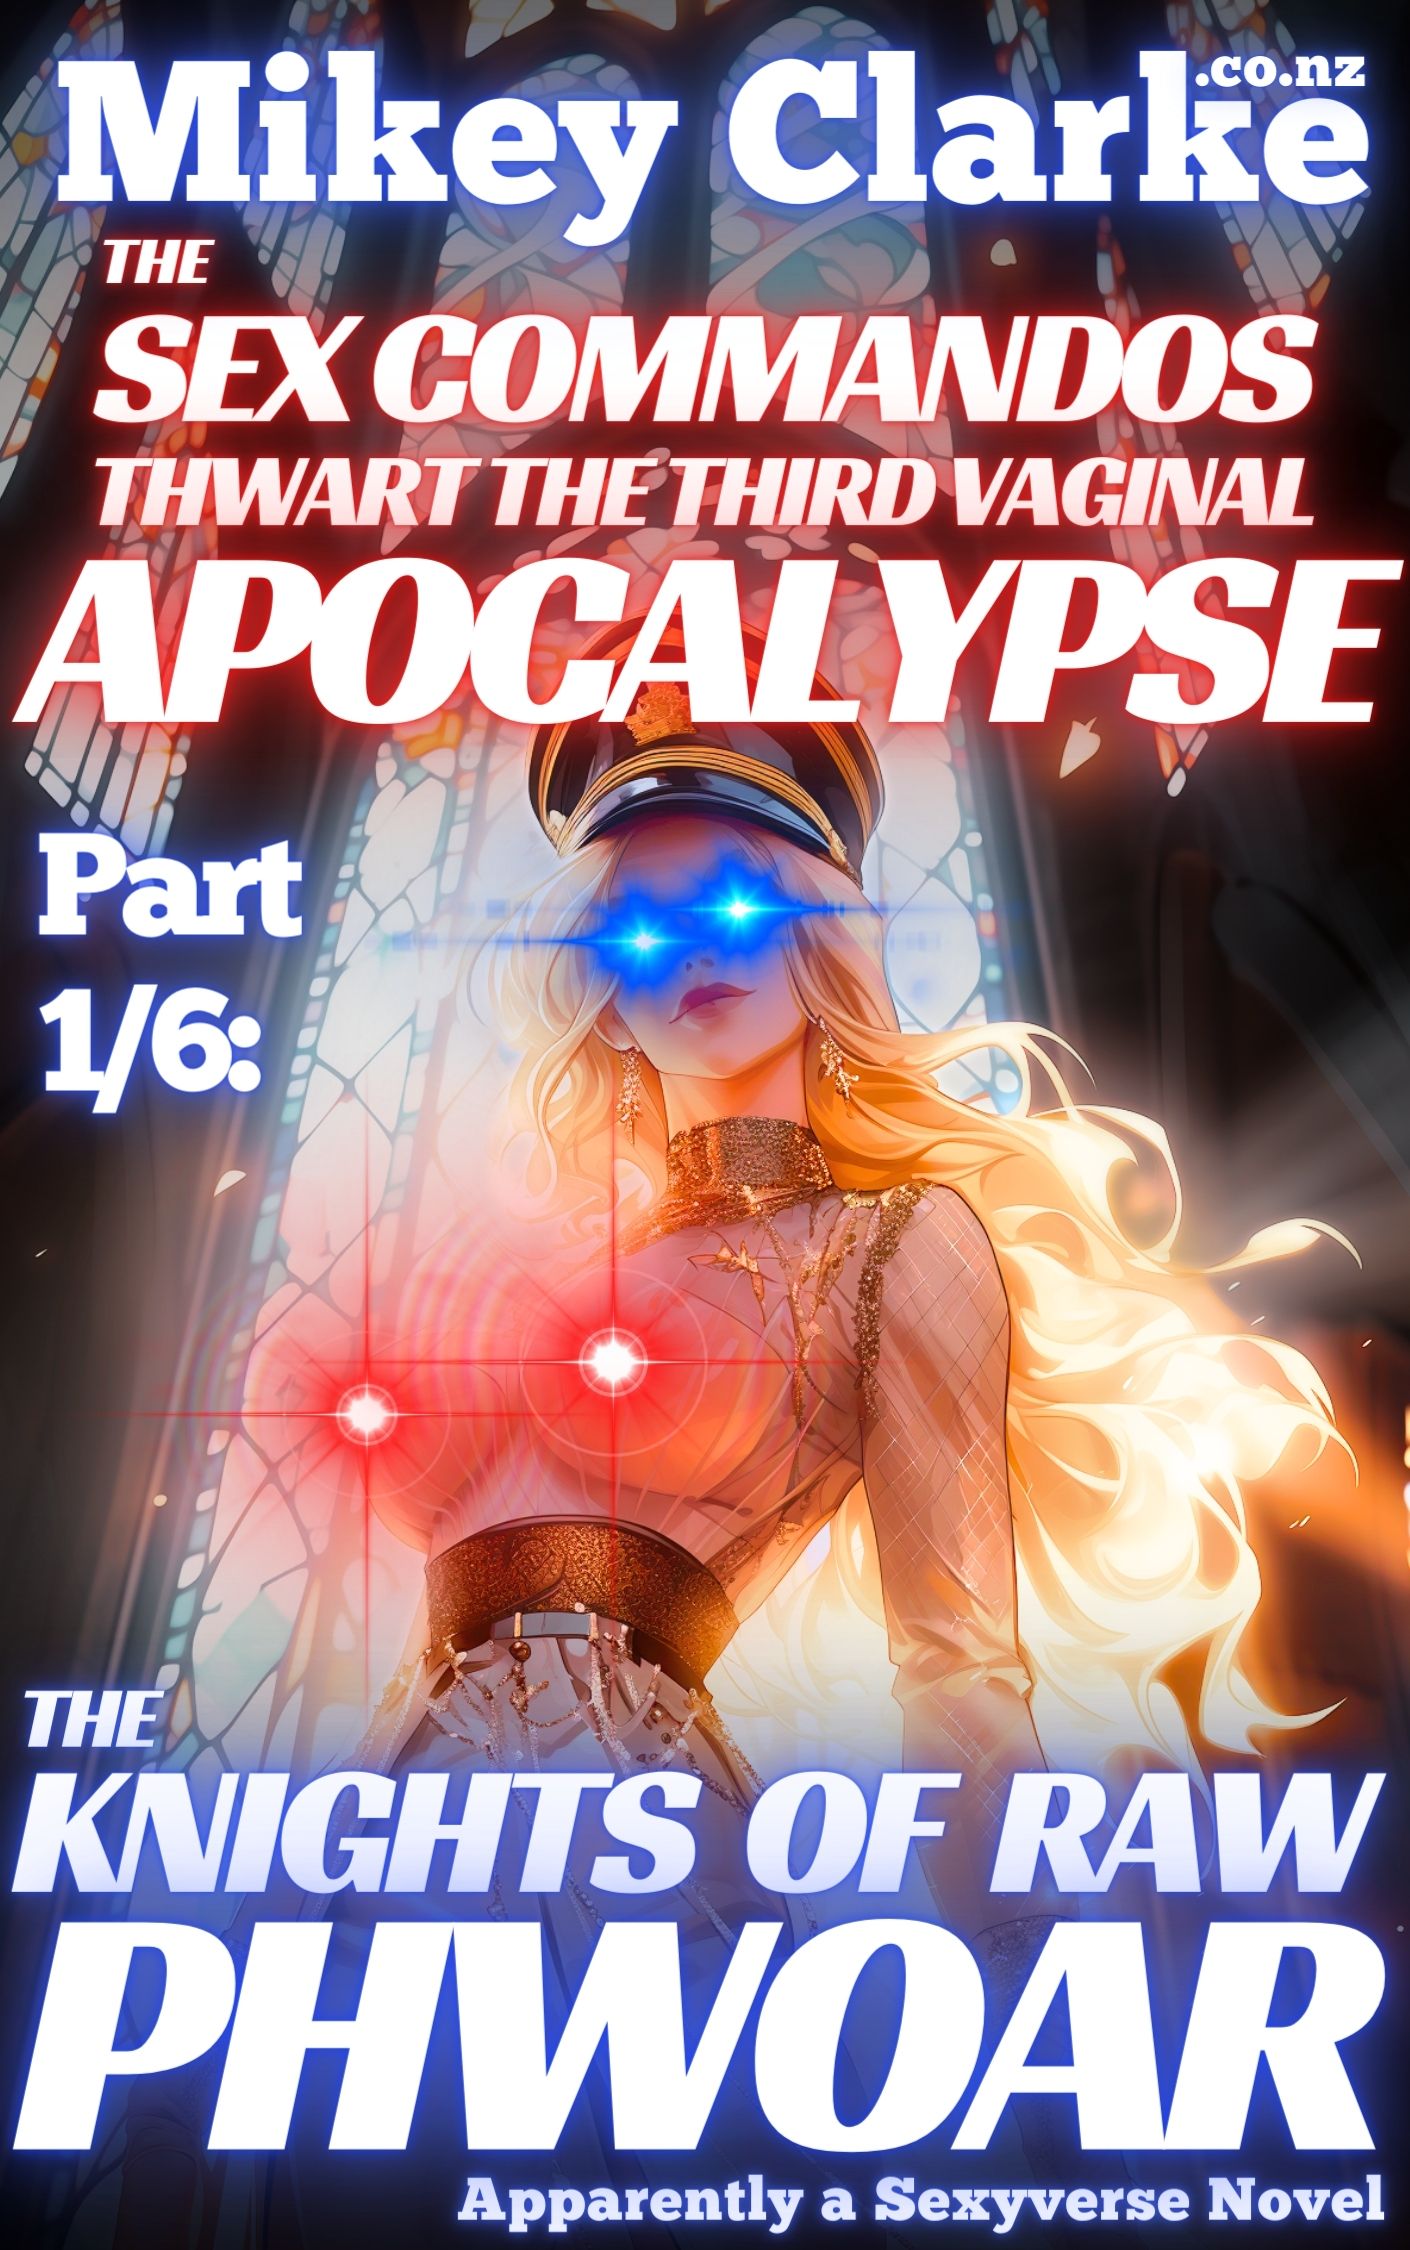 Mikey Clarke
.co.nz
THE
SEX COMMANDOS
THWART THE THIRD VAGINAL
APOCALYPSE
Part
1/6:
THE
KNIGHTS OF RAW
PHWOAR
Apparently a Sexyverse Novel